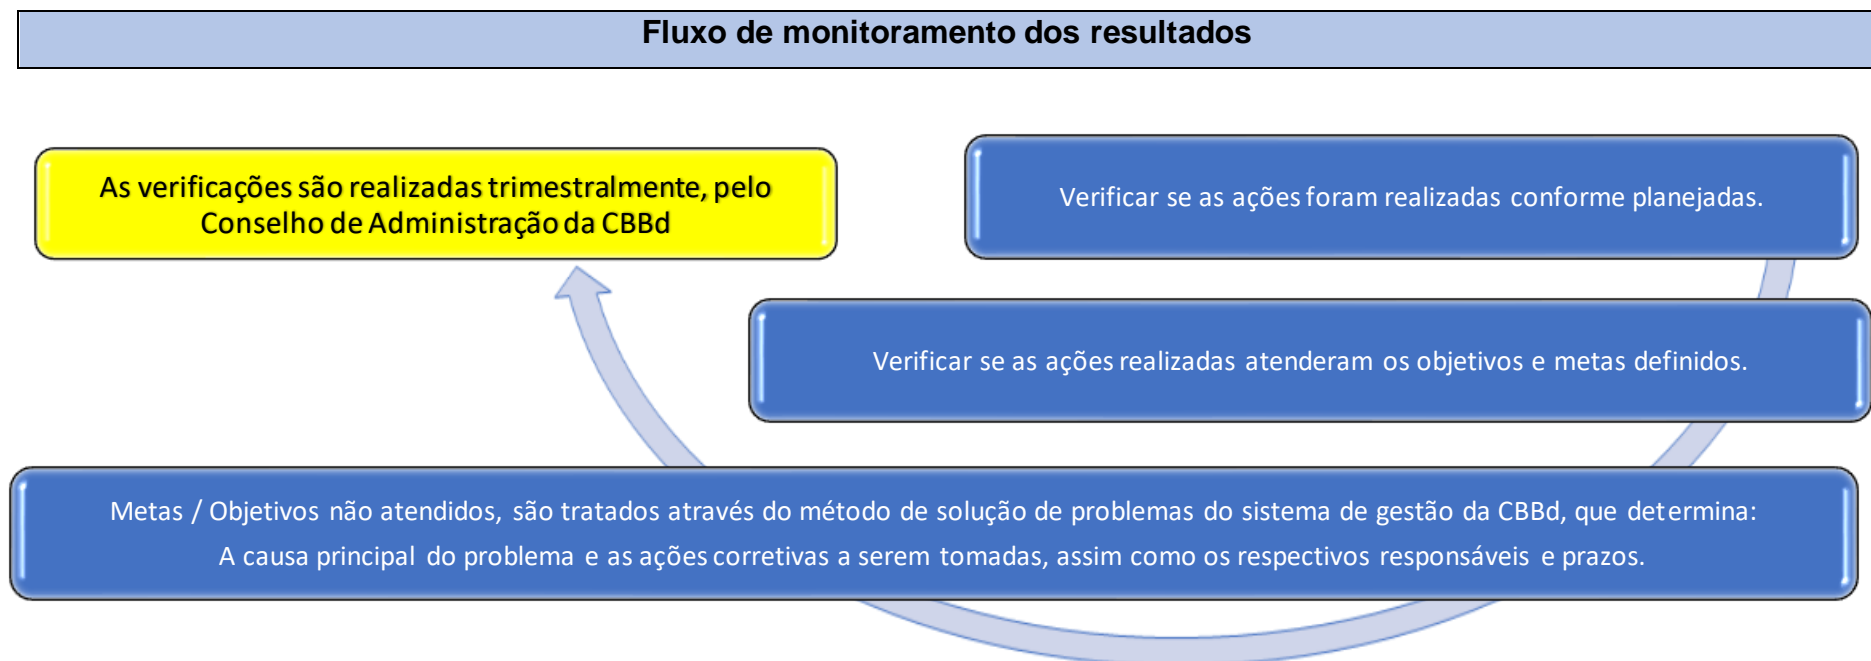 Fluxo de monitoramento dos resultados
As verificações são realizadas trimestralmente, pelo
Conselho de Administração da CBBd
Verificar se as ações foram realizadas conforme planejadas.
Verificar se as ações realizadas atenderam os objetivos e metas definidos.
Metas / Objetivos não atendidos, são tratados através do método de solução de problemas do sistema de gestão da CBBd, que determina:
A causa principal do problema e as ações corretivas a serem tomadas, assim como os respectivos responsáveis e prazos.